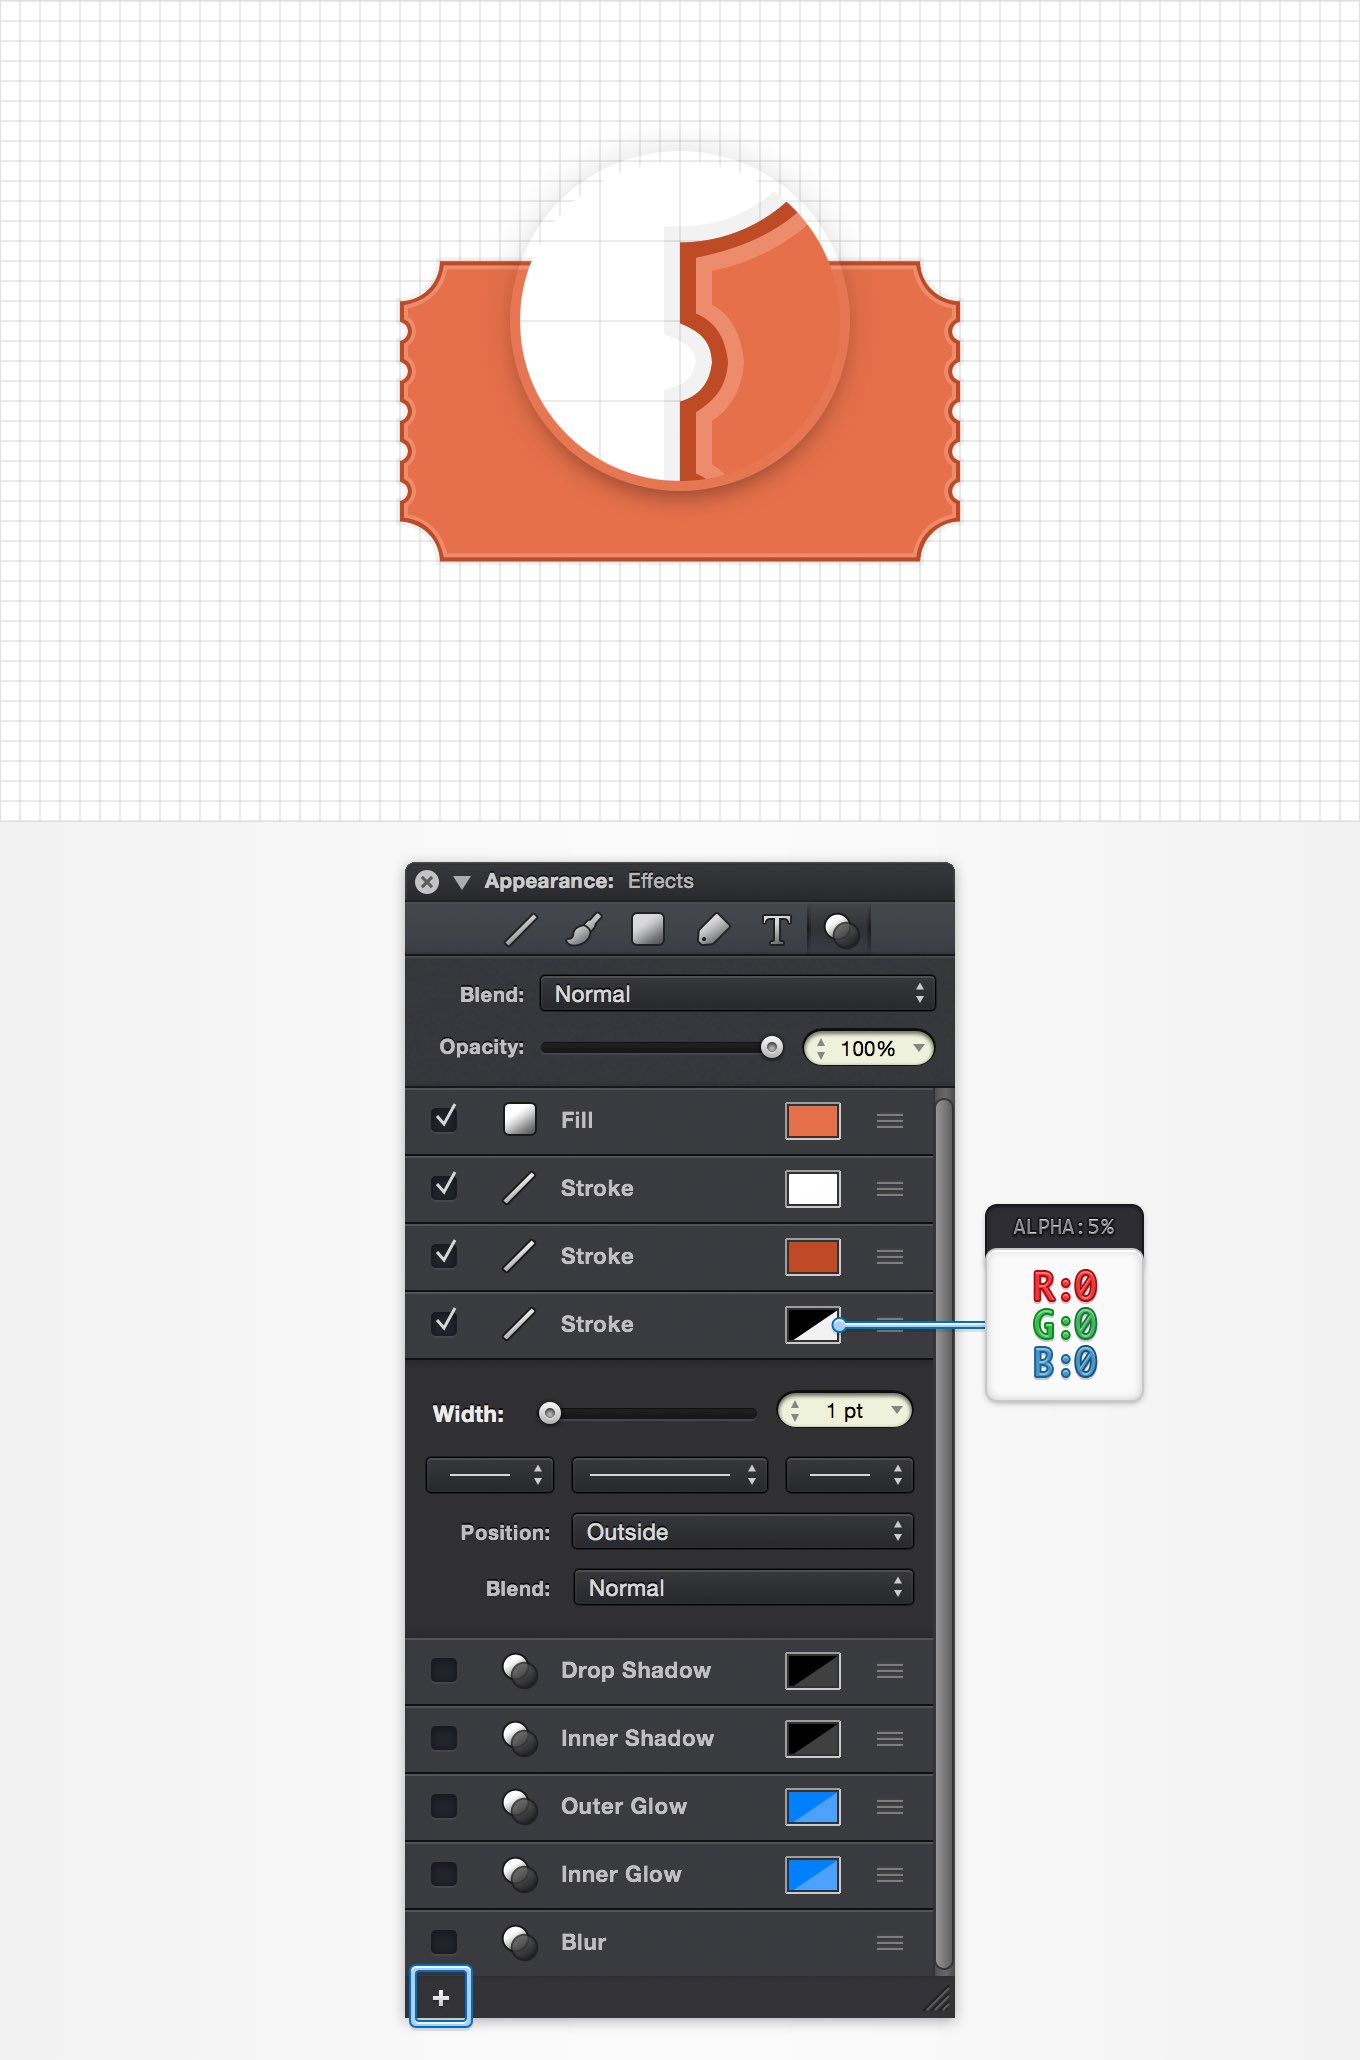 Appearance: Effects
T
Blend: Normal
Opacity: 100%
Fill
Stroke
Stroke
Stroke
ALPHA:5%
R:0
G:0
B:0
Width: 1 pt
Position: Outside
Blend: Normal
Drop Shadow
Inner Shadow
Outer Glow
Inner Glow
Blur
+